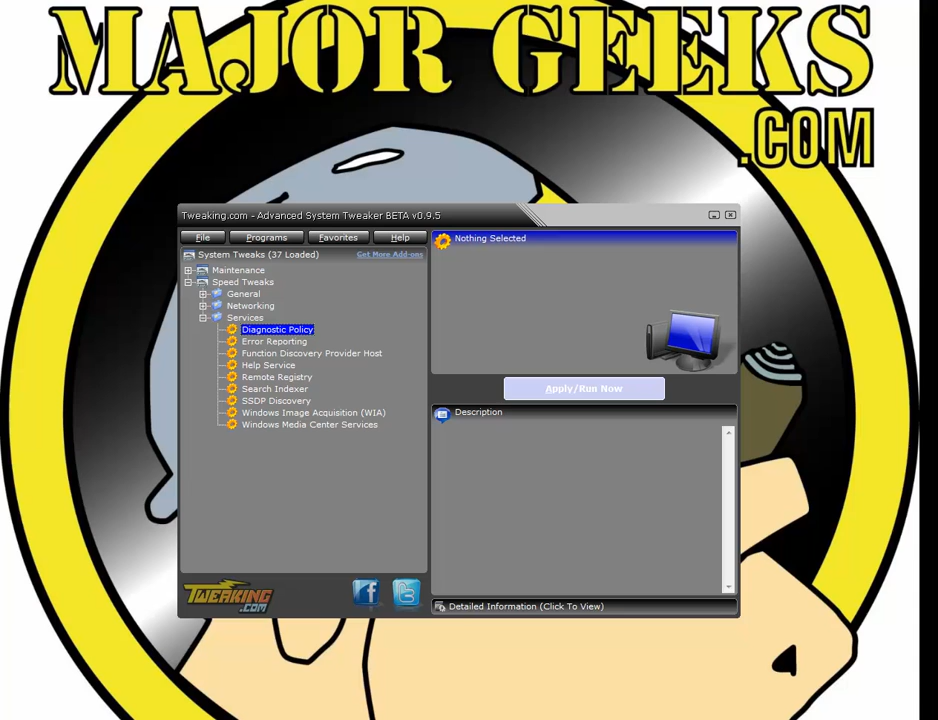 MAJOR GEEKS
.COM
Tweaking.com - Advanced System Tweaker BETA v0.9.5
File Programs Favorites Help
System Tweaks (37 Loaded) Get More Add-ons
Maintenance
Speed Tweaks
General
Networking
Services
Diagnostic Policy
Error Reporting
Function Discovery Provider Host
Help Service
Remote Registry
Search Indexer
SSDP Discovery
Windows Image Acquisition (WIA)
Windows Media Center Services
TWEAKING
.COM
Nothing Selected
Apply/Run Now
Description
Detailed Information (Click To View)